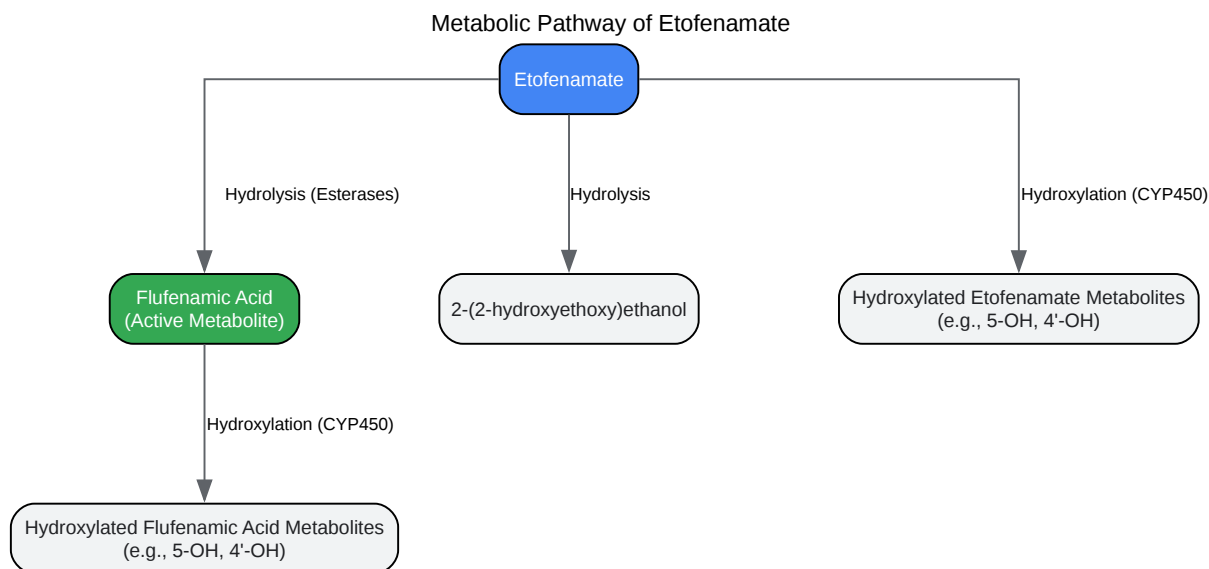 Metabolic Pathway of Etofenamate
Etofenamate
Hydrolysis (Esterases)
Hydrolysis
Hydroxylation (CYP450)
Flufenamic Acid
(Active Metabolite)
2-(2-hydroxyethoxy)ethanol
Hydroxylated Etofenamate Metabolites
(e.g., 5-OH, 4'-OH)
Hydroxylation (CYP450)
Hydroxylated Flufenamic Acid Metabolites
(e.g., 5-OH, 4'-OH)